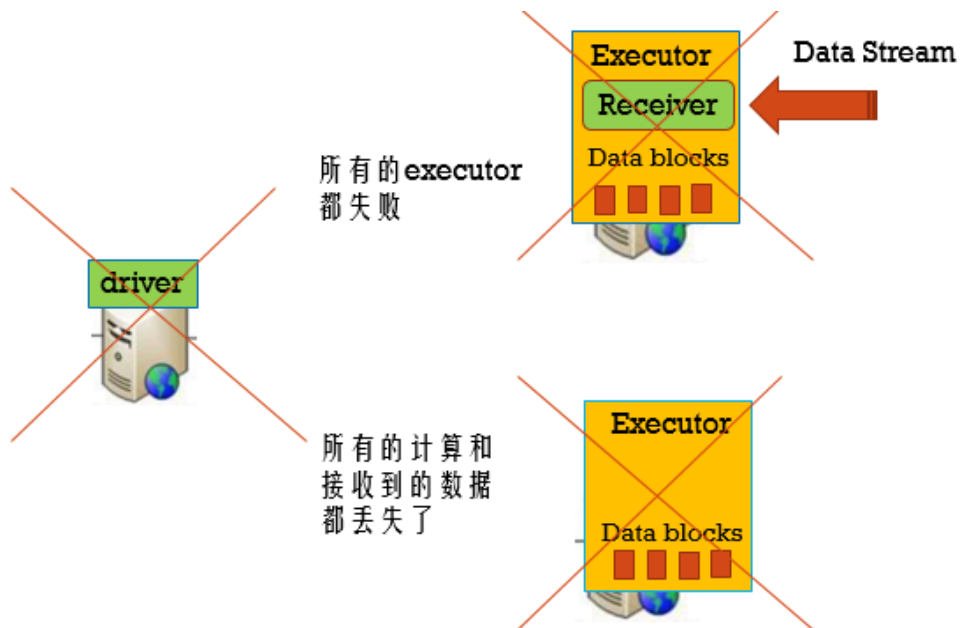 Executor
Data Stream
Receiver
Data blocks
所有的executor
都失败
driver
所有的计算和
接收到的数据
都丢失了
Executor
Data blocks